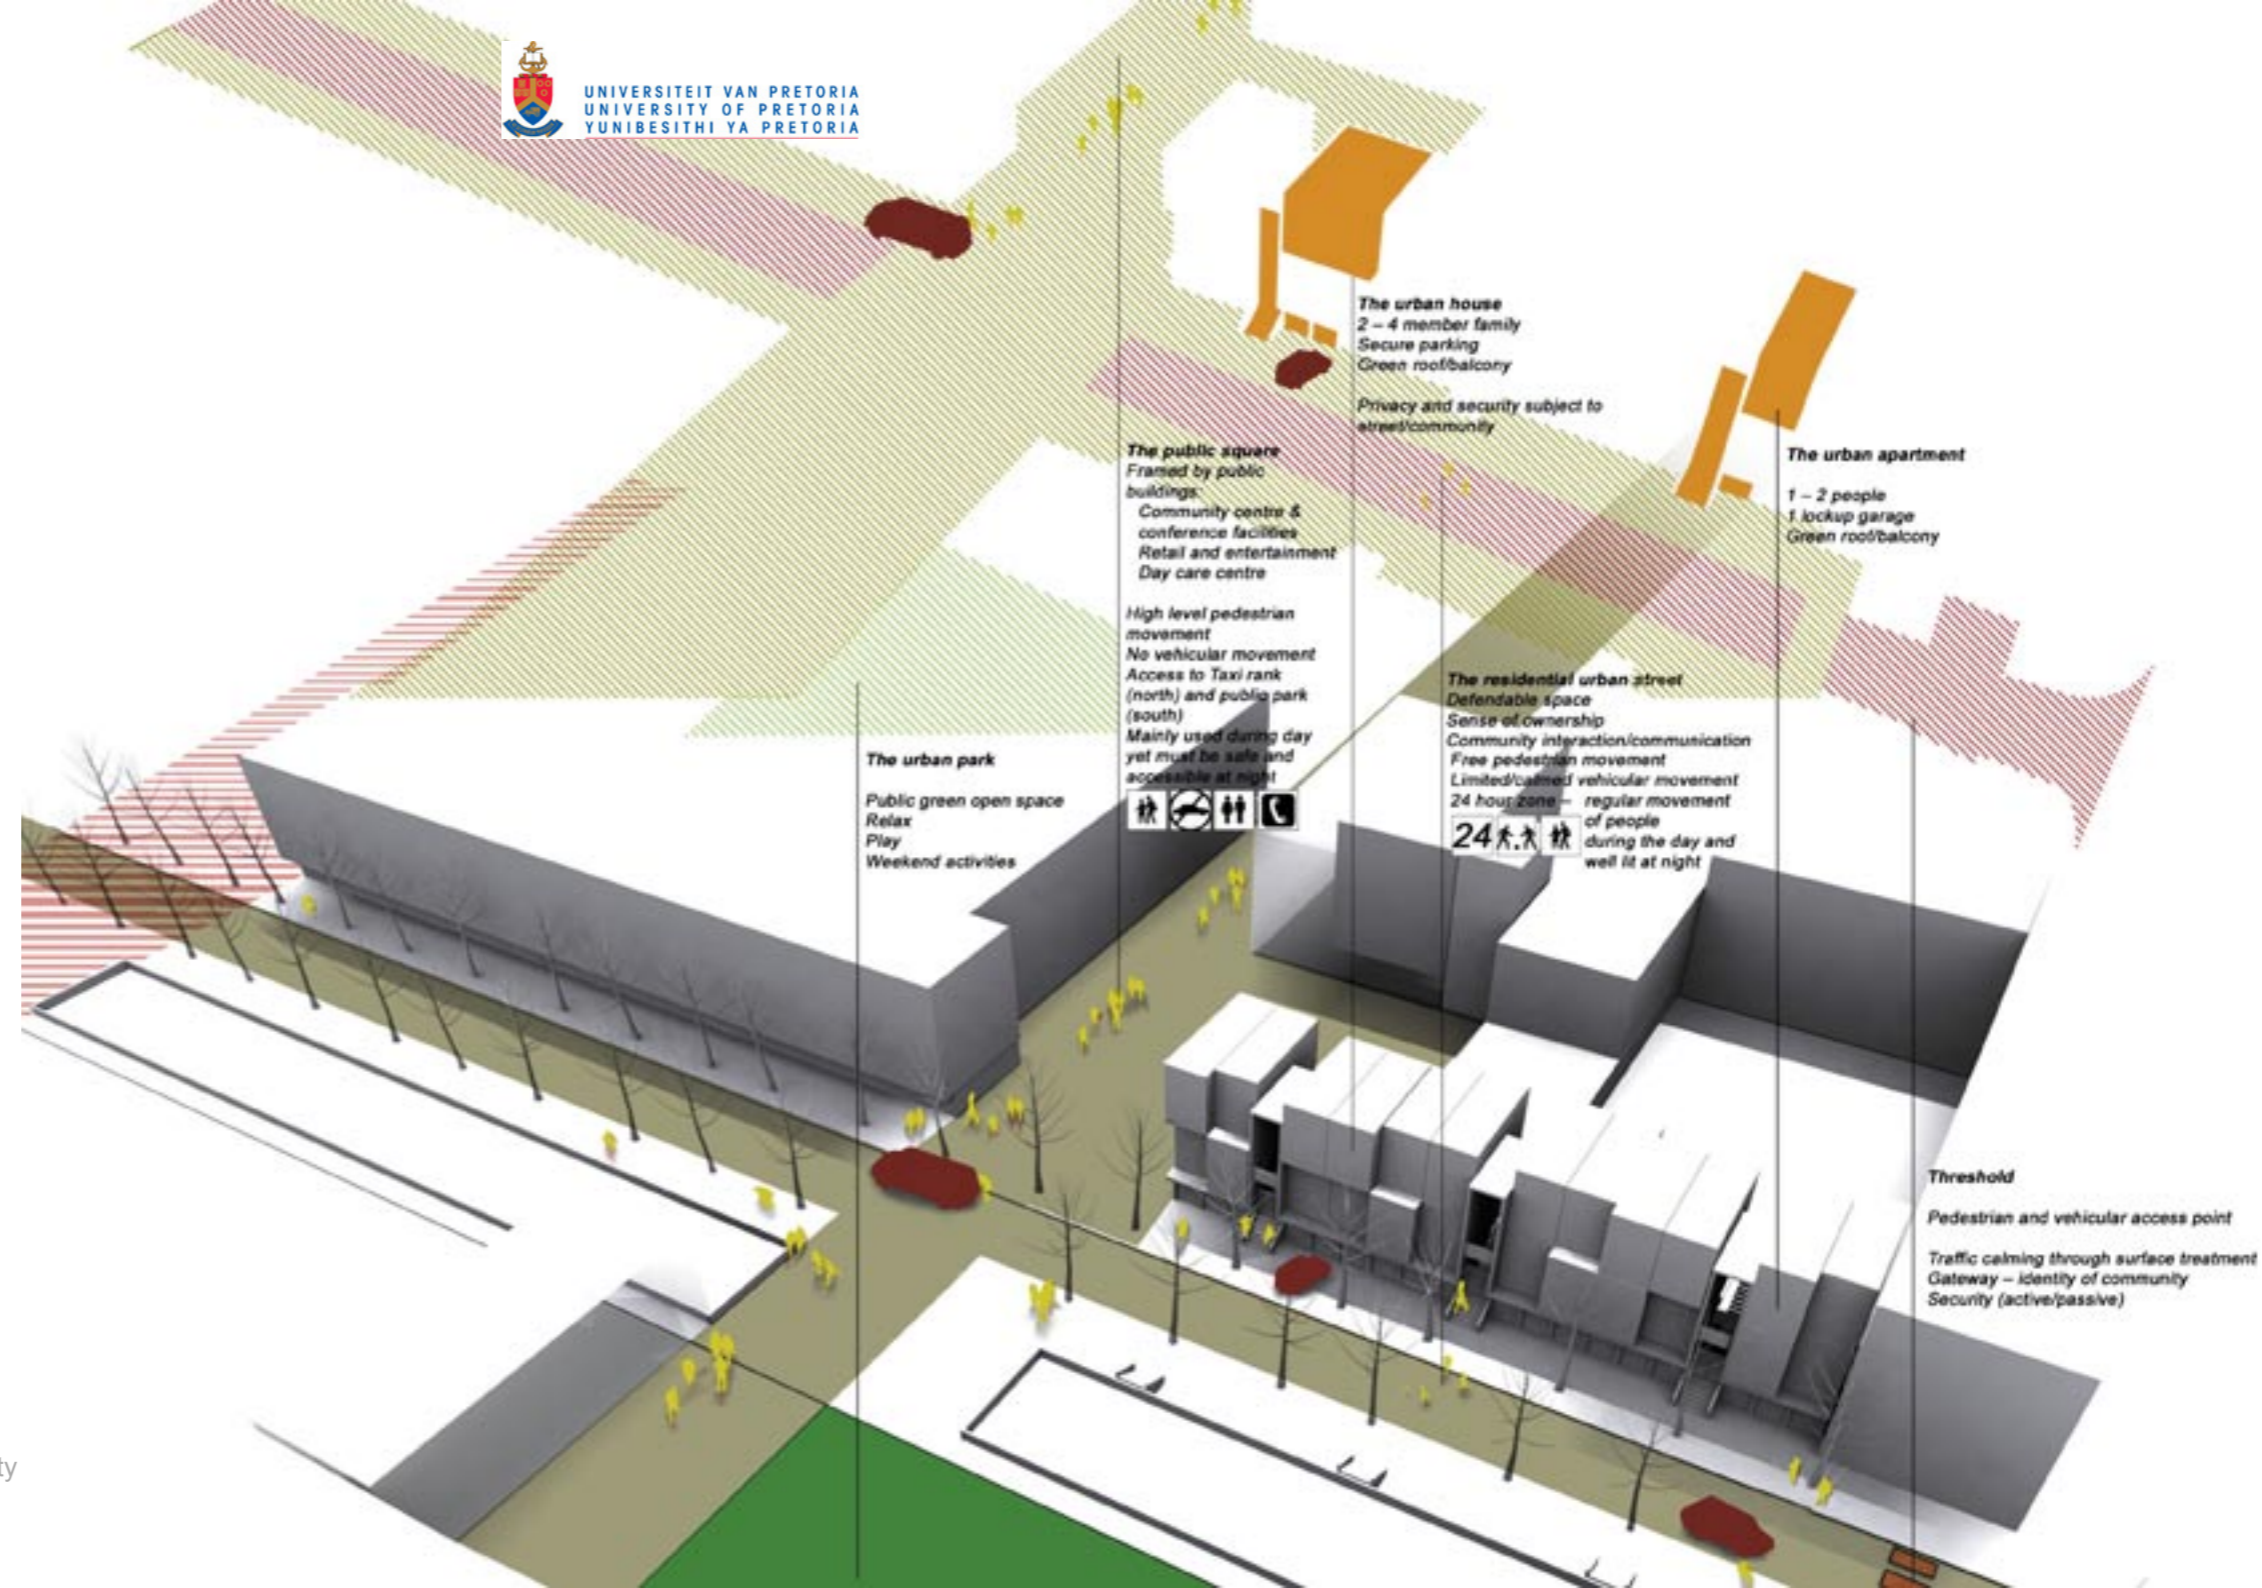 UNIVERSITEIT VAN PRETORIA
UNIVERSITY OF PRETORIA
YUNIBESITHI YA PRETORIA
The urban house
2 – 4 member family
Secure parking
Green roof/balcony
Privacy and security subject to
street/community
The public square
Framed by public
buildings:
Community centre &
conference facilities
Retail and entertainment
Day care centre
High level pedestrian
movement
No vehicular movement
Access to Taxi rank
(north) and public park
(south)
Mainly used during day
yet must be safe and
accessible at night
The urban apartment
1 – 2 people
1 lockup garage
Green roof/balcony
The residential urban street
Defendable space
Sense of ownership
Community interaction/communication
Free pedestrian movement
Limited/calmed vehicular movement
24 hour zone – regular movement
of people
24
during the day and
well lit at night
The urban park
Public green open space
Relax
Play
Weekend activities
Threshold
Pedestrian and vehicular access point
Traffic calming through surface treatment
Gateway – identity of community
Security (active/passive)
ty